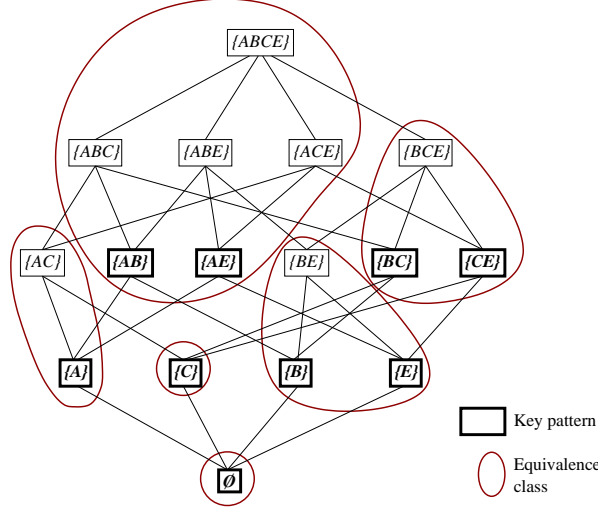 {ABCE}
{ABC} {ABE} {ACE} {BCE}
{AC} {AB} {AE} {BE} {BC} {CE}
{A} {C} {B} {E}
Ø
Key pattern
Equivalence
class